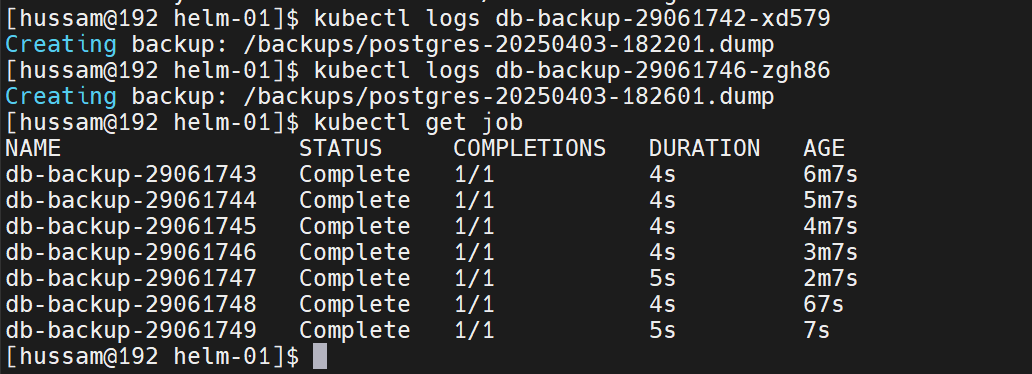 [hussam@192 helm-01]$ kubectl logs db-backup-29061742-xd579
Creating backup: /backups/postgres-20250403-182201.dump
[hussam@192 helm-01]$ kubectl logs db-backup-29061746-zgh86
Creating backup: /backups/postgres-20250403-182601.dump
[hussam@192 helm-01]$ kubectl get job
NAME                   STATUS     COMPLETIONS   DURATION   AGE
db-backup-29061743   Complete   1/1           4s         6m7s
db-backup-29061744   Complete   1/1           4s         5m7s
db-backup-29061745   Complete   1/1           4s         4m7s
db-backup-29061746   Complete   1/1           4s         3m7s
db-backup-29061747   Complete   1/1           5s         2m7s
db-backup-29061748   Complete   1/1           4s         67s
db-backup-29061749   Complete   1/1           5s         7s
[hussam@192 helm-01]$